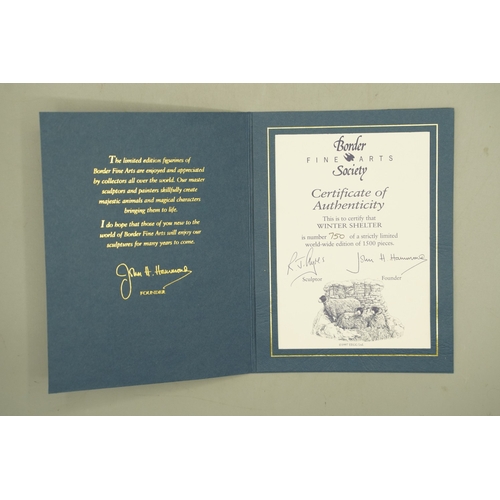 The limited edition figurines of
Border Fine Arts are enjoyed and appreciated
by collectors all over the world. Our master
sculptors and painters skillfully create
majestic animals and magical characters
bringing them to life.
I do hope that those of you new to the
world of Border Fine Arts will enjoy our
sculptures for many years to come.
John H. Hammond
FOUNDER
Border
FINE ARTS
Society
Certificate of
Authenticity
This is to certify that
WINTER SHELTER
is number 750 of a strictly limited
world-wide edition of 1500 pieces.
John H. Hammond
Sculptor Founder